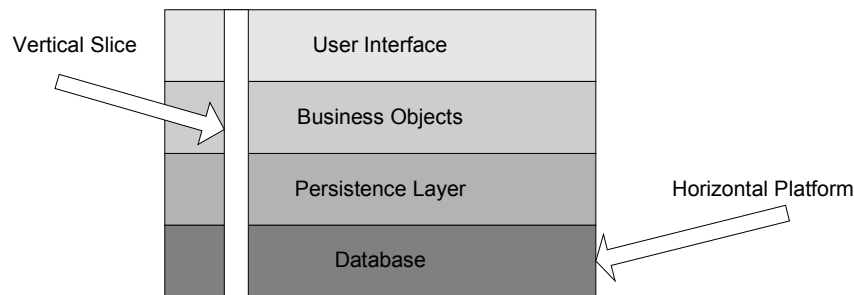 Vertical Slice
User Interface
Business Objects
Persistence Layer
Horizontal Platform
Database